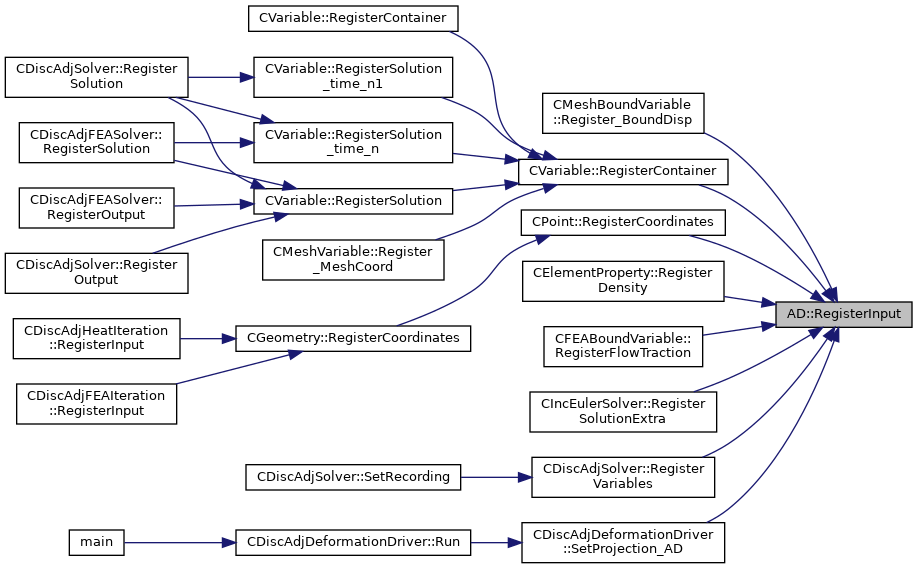 CVariable::RegisterContainer
CDiscAdjSolver::Register
Solution
CVariable::RegisterSolution
_time_n1
CMeshBoundVariable
::Register_BoundDisp
CDiscAdjFEASolver::
RegisterSolution
CVariable::RegisterSolution
_time_n
CVariable::RegisterContainer
CDiscAdjFEASolver::
RegisterOutput
CVariable::RegisterSolution
CPoint::RegisterCoordinates
CDiscAdjSolver::Register
Output
CMeshVariable::Register
_MeshCoord
CElementProperty::Register
Density
AD::RegisterInput
CDiscAdjHeatIteration
::RegisterInput
CGeometry::RegisterCoordinates
CFEABoundVariable::
RegisterFlowTraction
CDiscAdjFEAIteration
::RegisterInput
CIncEulerSolver::Register
SolutionExtra
CDiscAdjSolver::SetRecording
CDiscAdjSolver::Register
Variables
main
CDiscAdjDeformationDriver::Run
CDiscAdjDeformationDriver
::SetProjection_AD